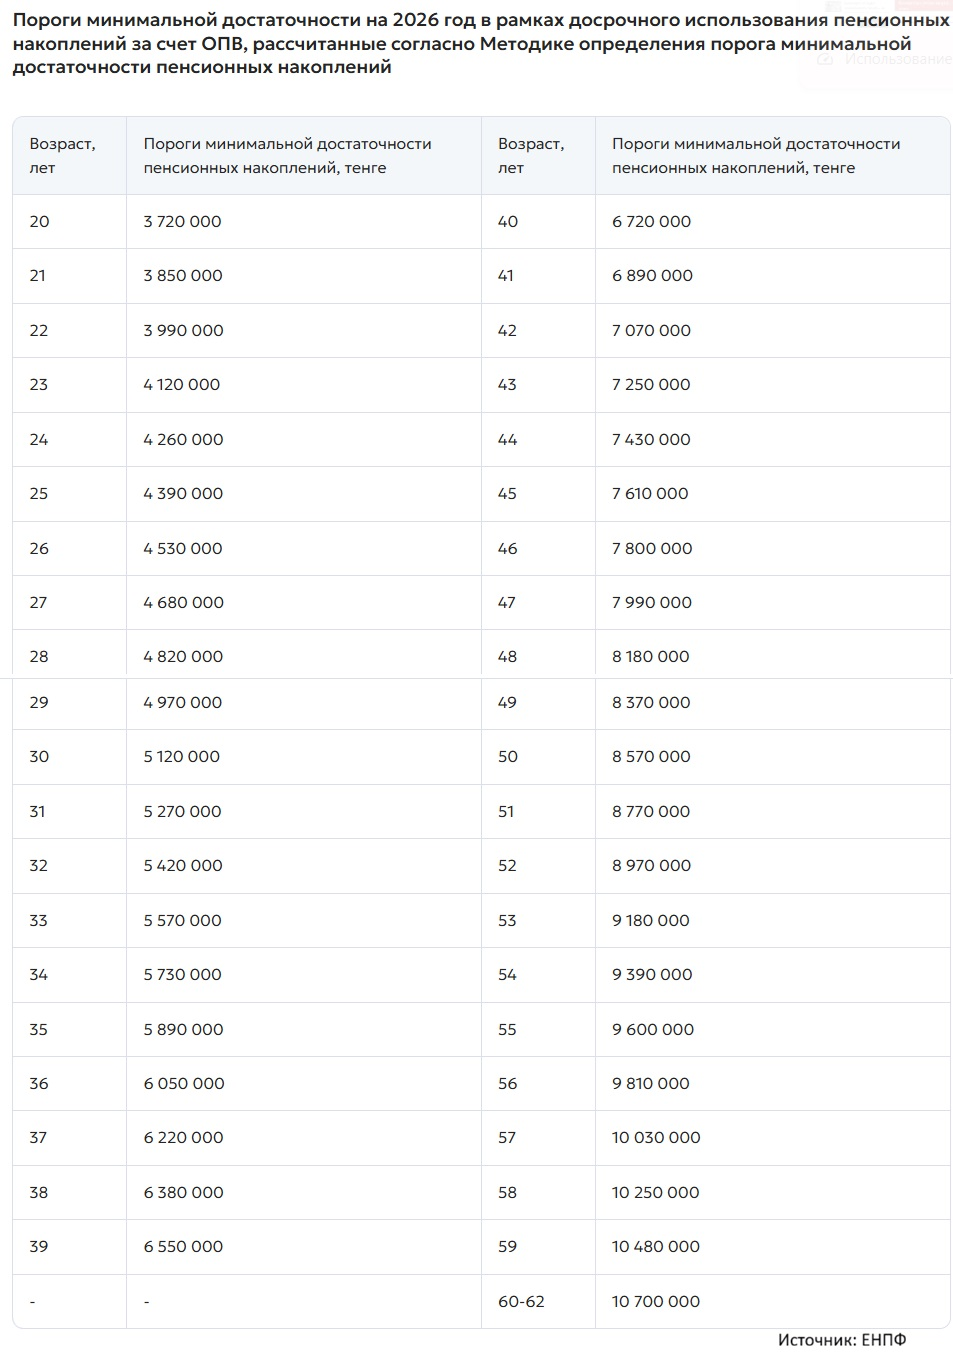 Пороги минимальной достаточности на 2026 год в рамках досрочного использования пенсионных
накоплений за счет ОПВ, рассчитанные согласно Методике определения порога минимальной
достаточности пенсионных накоплений
Использование
Возраст, лет Пороги минимальной достаточности пенсионных накоплений, тенге Возраст, лет Пороги минимальной достаточности пенсионных накоплений, тенге
20 3 720 000 40 6 720 000
21 3 850 000 41 6 890 000
22 3 990 000 42 7 070 000
23 4 120 000 43 7 250 000
24 4 260 000 44 7 430 000
25 4 390 000 45 7 610 000
26 4 530 000 46 7 800 000
27 4 680 000 47 7 990 000
28 4 820 000 48 8 180 000
29 4 970 000 49 8 370 000
30 5 120 000 50 8 570 000
31 5 270 000 51 8 770 000
32 5 420 000 52 8 970 000
33 5 570 000 53 9 180 000
34 5 730 000 54 9 390 000
35 5 890 000 55 9 600 000
36 6 050 000 56 9 810 000
37 6 220 000 57 10 030 000
38 6 380 000 58 10 250 000
39 6 550 000 59 10 480 000
- - 60-62 10 700 000
Источник: ЕНПФ